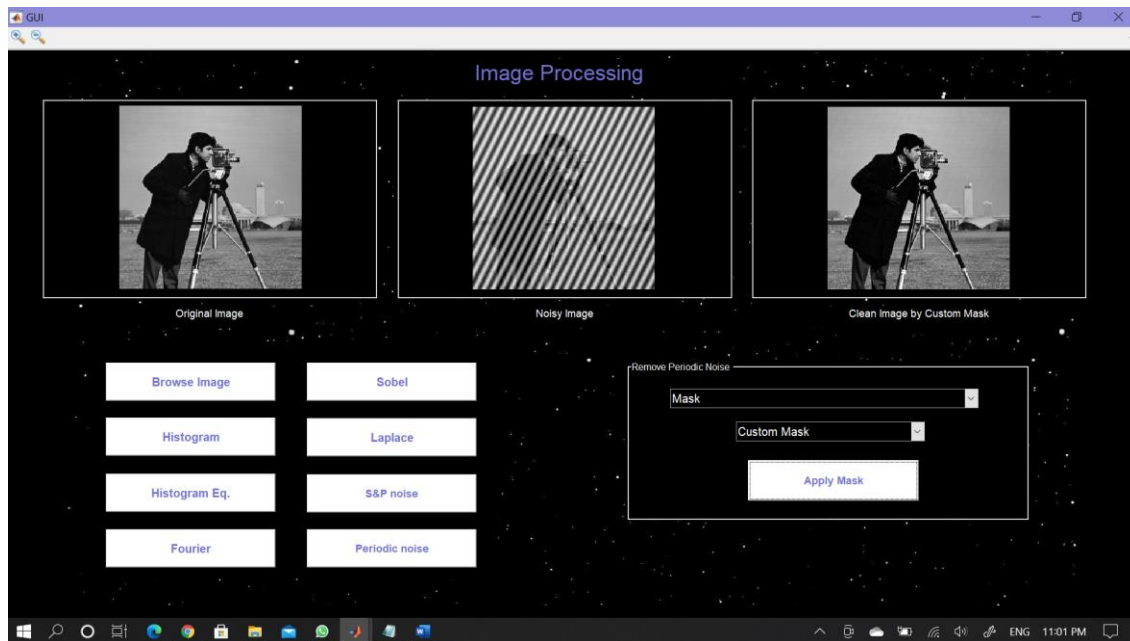 GUI
Image Processing
Original Image
Noisy Image
Clean Image by Custom Mask
Browse Image
Sobel
Histogram
Laplace
Histogram Eq.
S&P noise
Fourier
Periodic noise
Remove Periodic Noise
Mask
Custom Mask
Apply Mask
ENG 11:01 PM